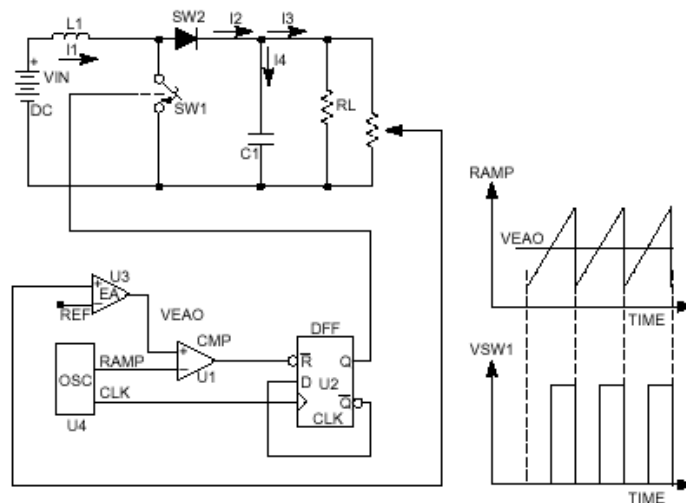 L1
I1
SW2
I2
I3
I4
+
VIN
DC
SW1
C1
RL
RAMP
VEAO
TIME
VSW1
TIME
U3
+
EA
−
REF
VEAO
CMP
+
−
U1
OSC
RAMP
CLK
U4
DFF
R
Q
D
U2
Q
CLK